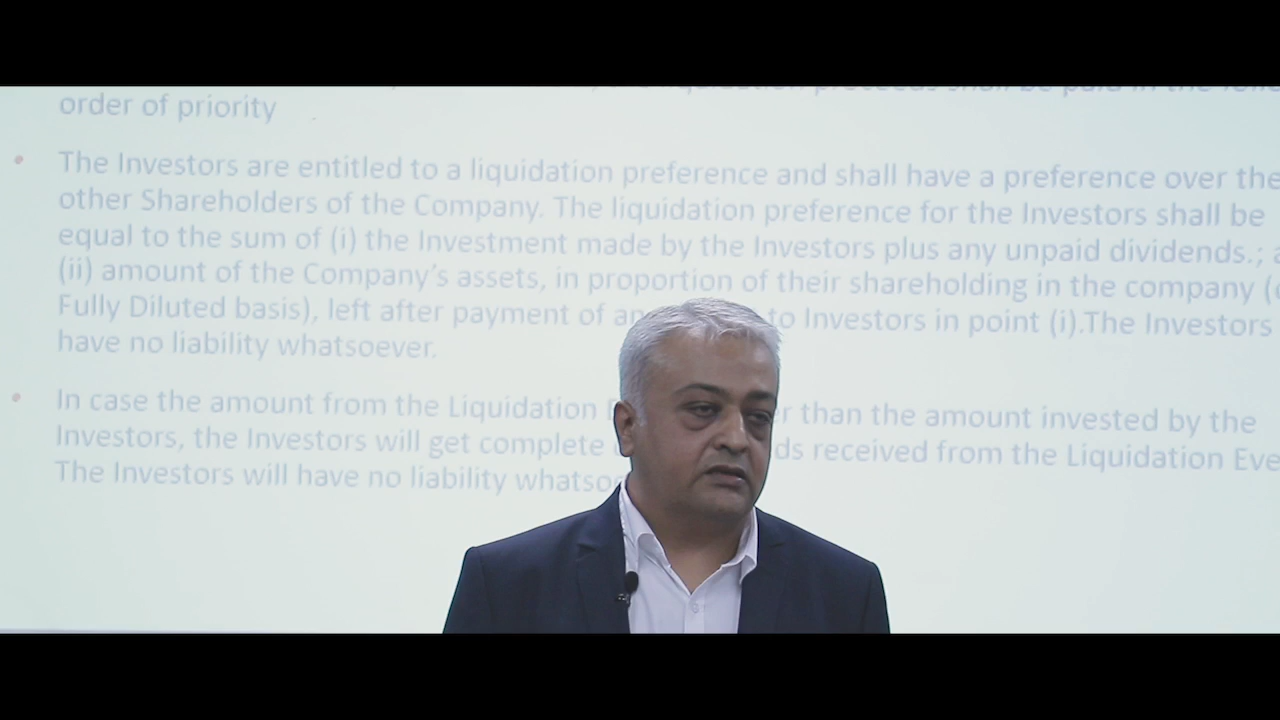 order of priority
• The Investors are entitled to a liquidation preference and shall have a preference over the
other Shareholders of the Company. The liquidation preference for the Investors shall be
equal to the sum of (i) the Investment made by the Investors plus any unpaid dividends.;
(ii) amount of the Company's assets, in proportion of their shareholding in the company
Fully Diluted basis), left after payment of to Investors in point (i).The Investors
have no liability whatsoever.
• In case the amount from the Liquidation than the amount invested by the
Investors, the Investors will get complete received from the Liquidation
The Investors will have no liability